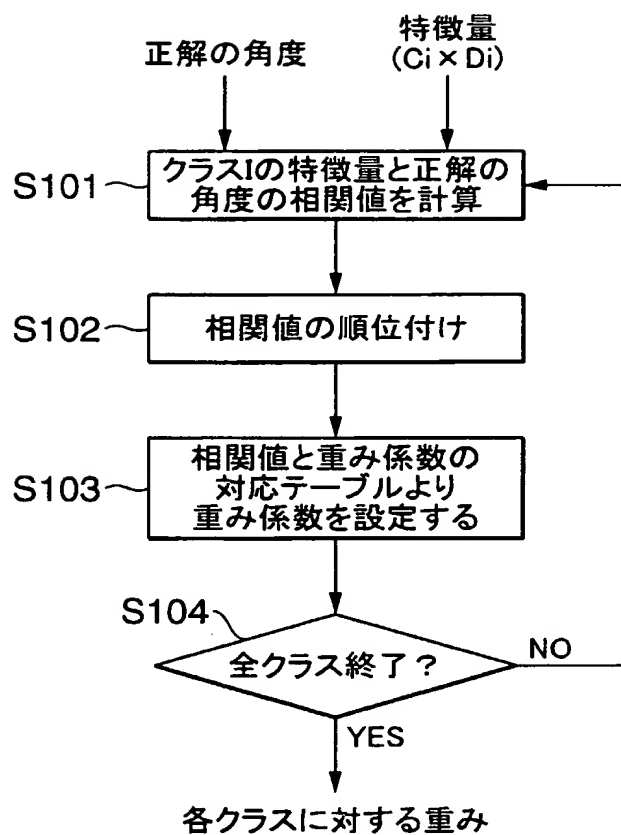 正解の角度
特徴量
(Ci×Di)
S101
クラスIの特徴量と正解の
角度の相関値を計算
S102
相関値の順位付け
S103
相関値と重み係数の
対応テーブルより
重み係数を設定する
S104
全クラス終了?
NO
YES
各クラスに対する重み